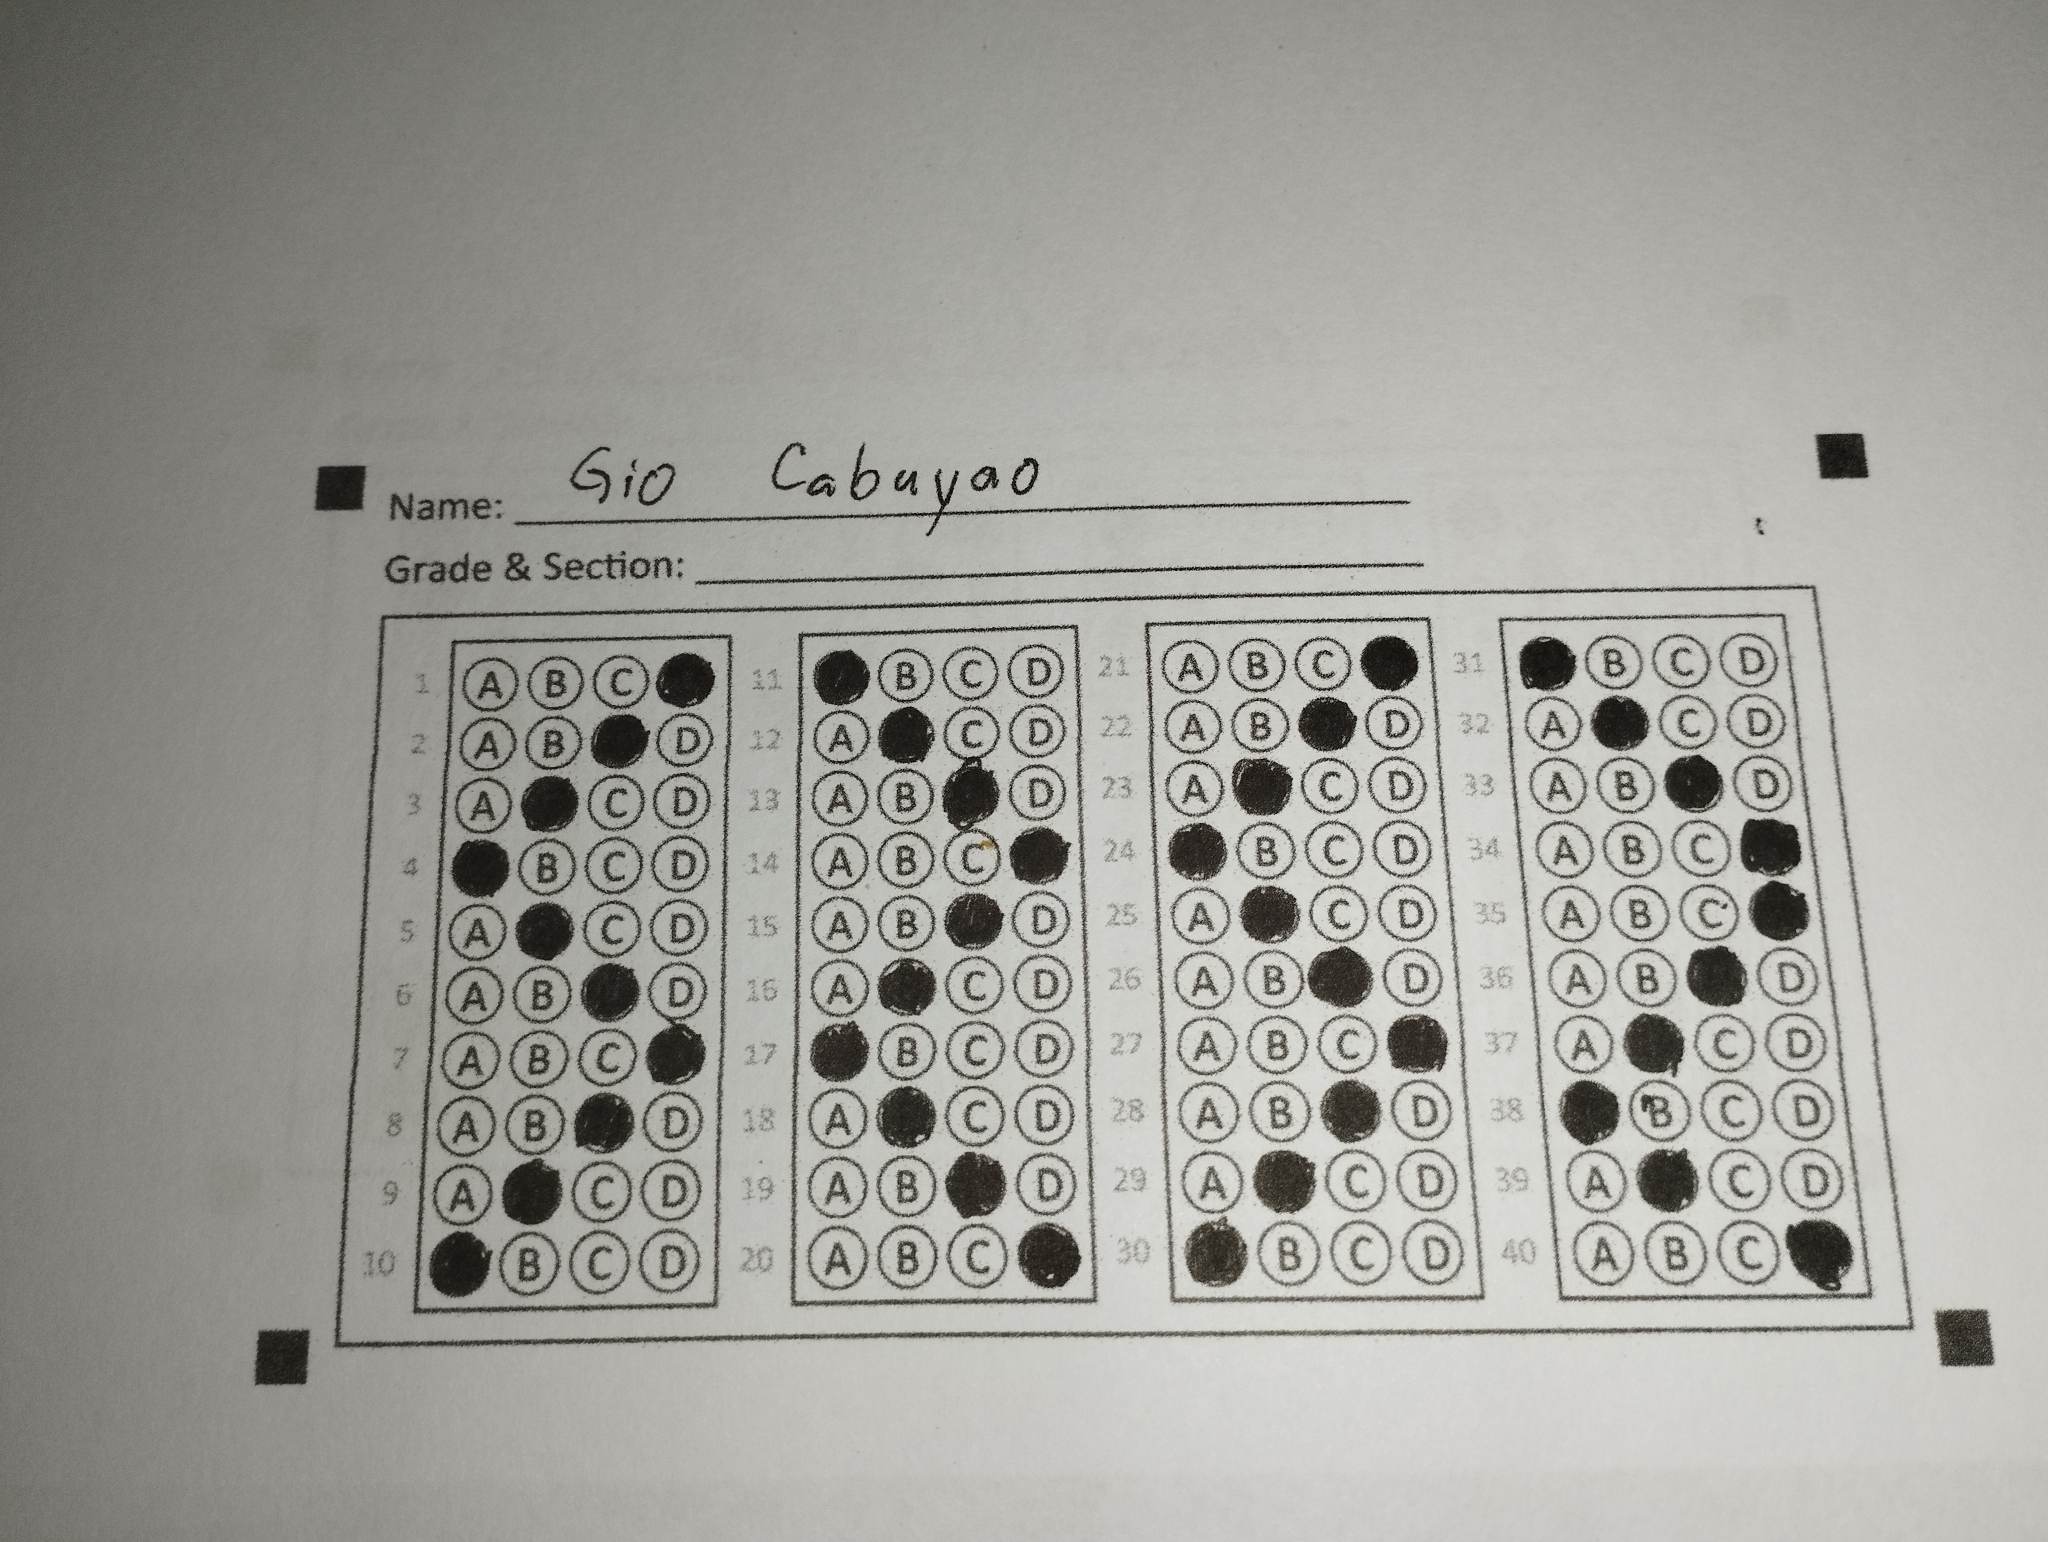 Name: Gio Cabuyao
Grade & Section:
1 A B C 11 B C D 21 A B C 31 B C D
2 A B D 12 A C D 22 A B D 32 A C D
3 A C D 13 A B D 23 A C D 33 A B D
4 B C D 14 A B C 24 B C D 34 A B C
5 A C D 15 A B D 25 A C D 35 A B C
6 A B D 16 A C D 26 A B D 36 A B D
7 A B C 17 B C D 27 A B C 37 A C D
8 A B D 18 A C D 28 A B D 38 B C D
9 A C D 19 A B D 29 A C D 39 A C D
10 B C D 20 A B C 30 B C D 40 A B C